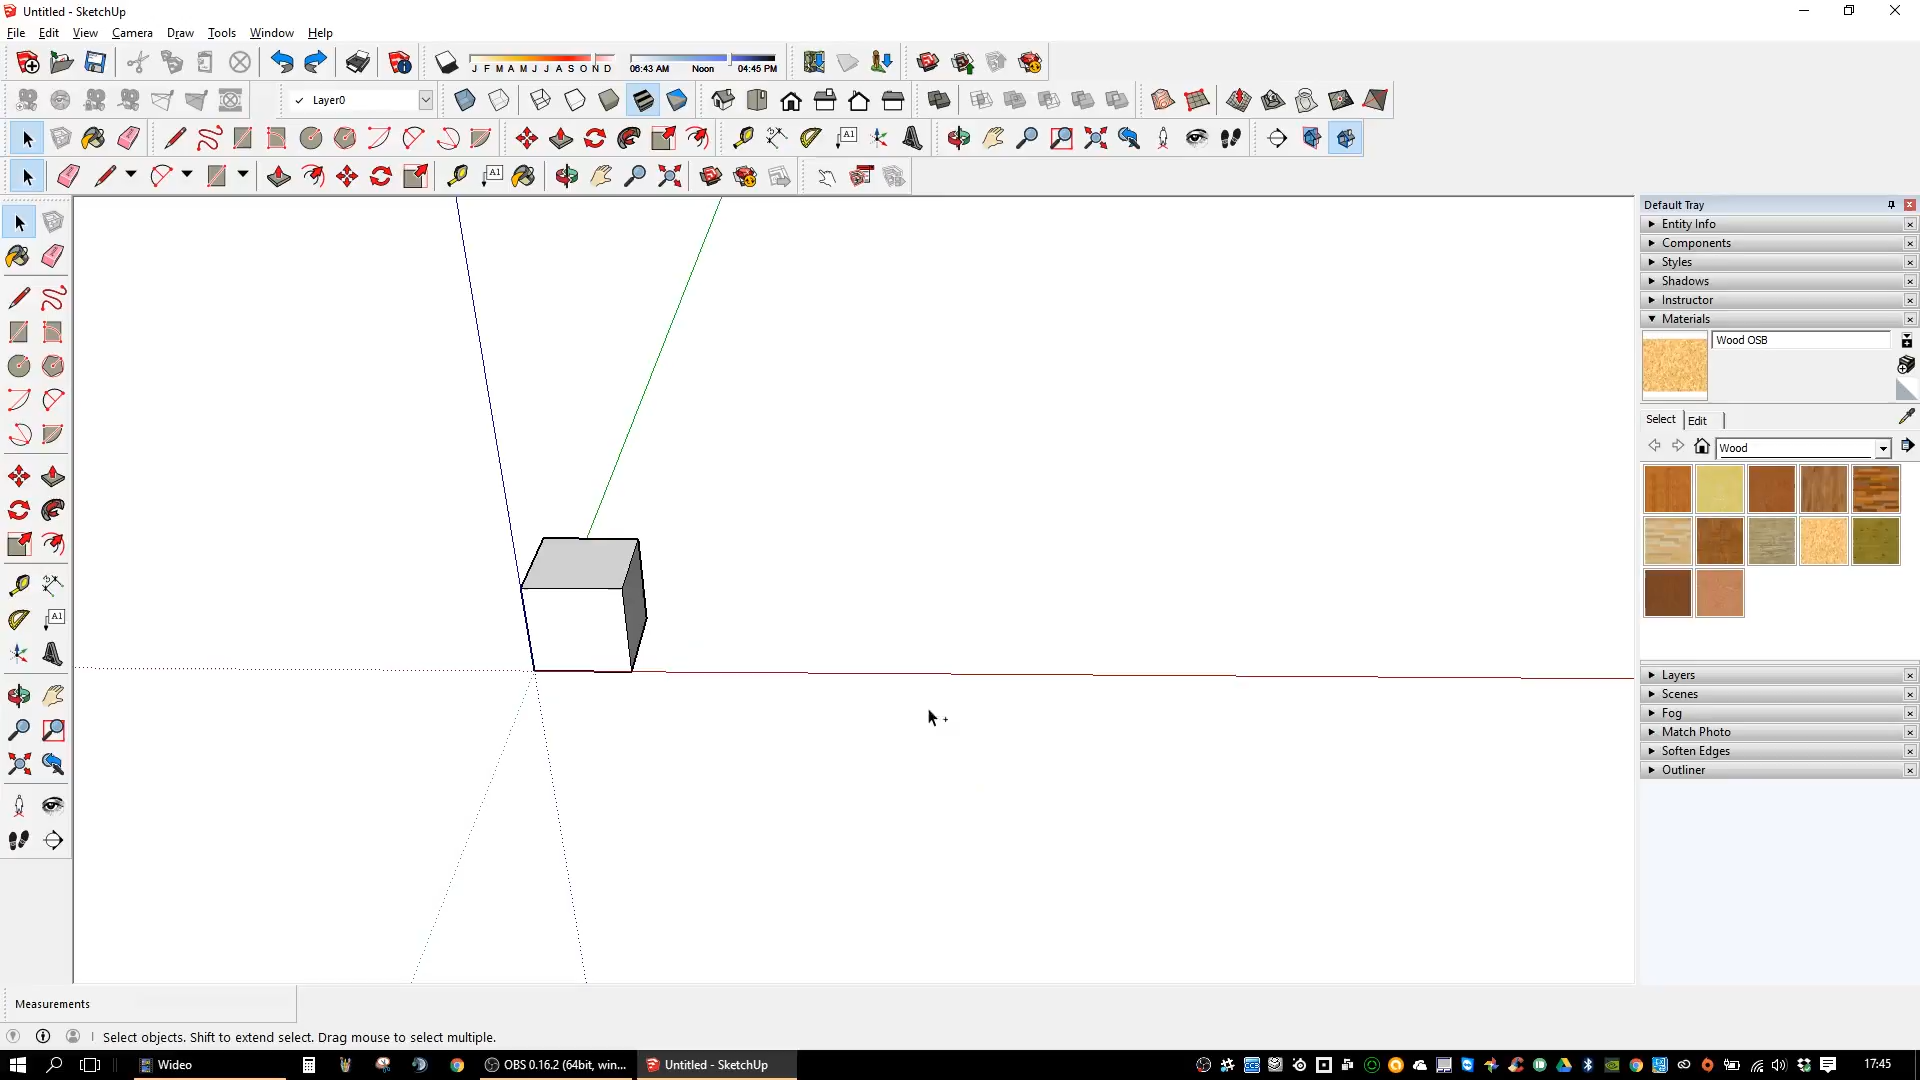 Untitled - SketchUp
File Edit View Camera Draw Tools Window Help
J F M A M J J A S O N D 06:43 AM Noon 04:45 PM
Layer0
A1
A1
Default Tray
Entity Info
Components
Styles
Shadows
Instructor
Materials
Wood OSB
Select Edit
Wood
A1
Layers
Scenes
Fog
Match Photo
Soften Edges
Outliner
Measurements
Select objects. Shift to extend select. Drag mouse to select multiple.
Wideo OBS 0.16.2 (64bit, win... Untitled - SketchUp 17:45